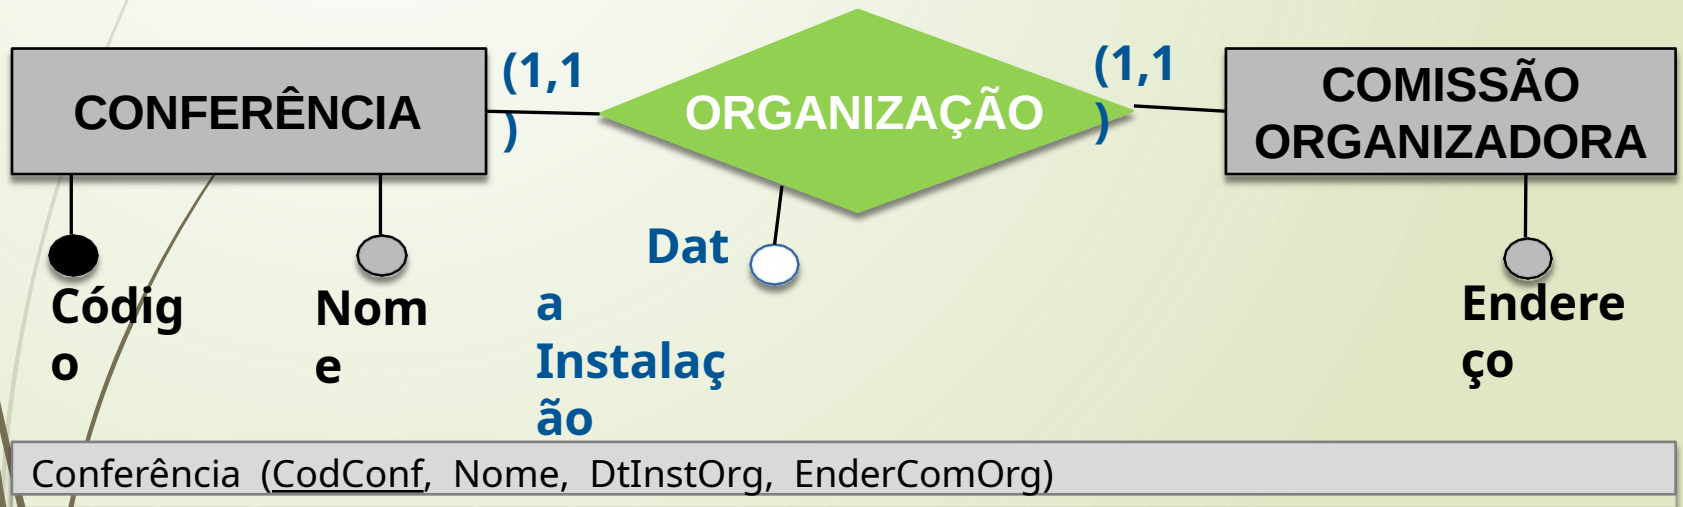 CONFERÊNCIA
(1,1
)
ORGANIZAÇÃO
(1,1
)
COMISSÃO
ORGANIZADORA
Códig
o
Nom
e
Dat
a
Instalaç
ão
Endere
ço
Conferência (CodConf, Nome, DtInstOrg, EnderComOrg)